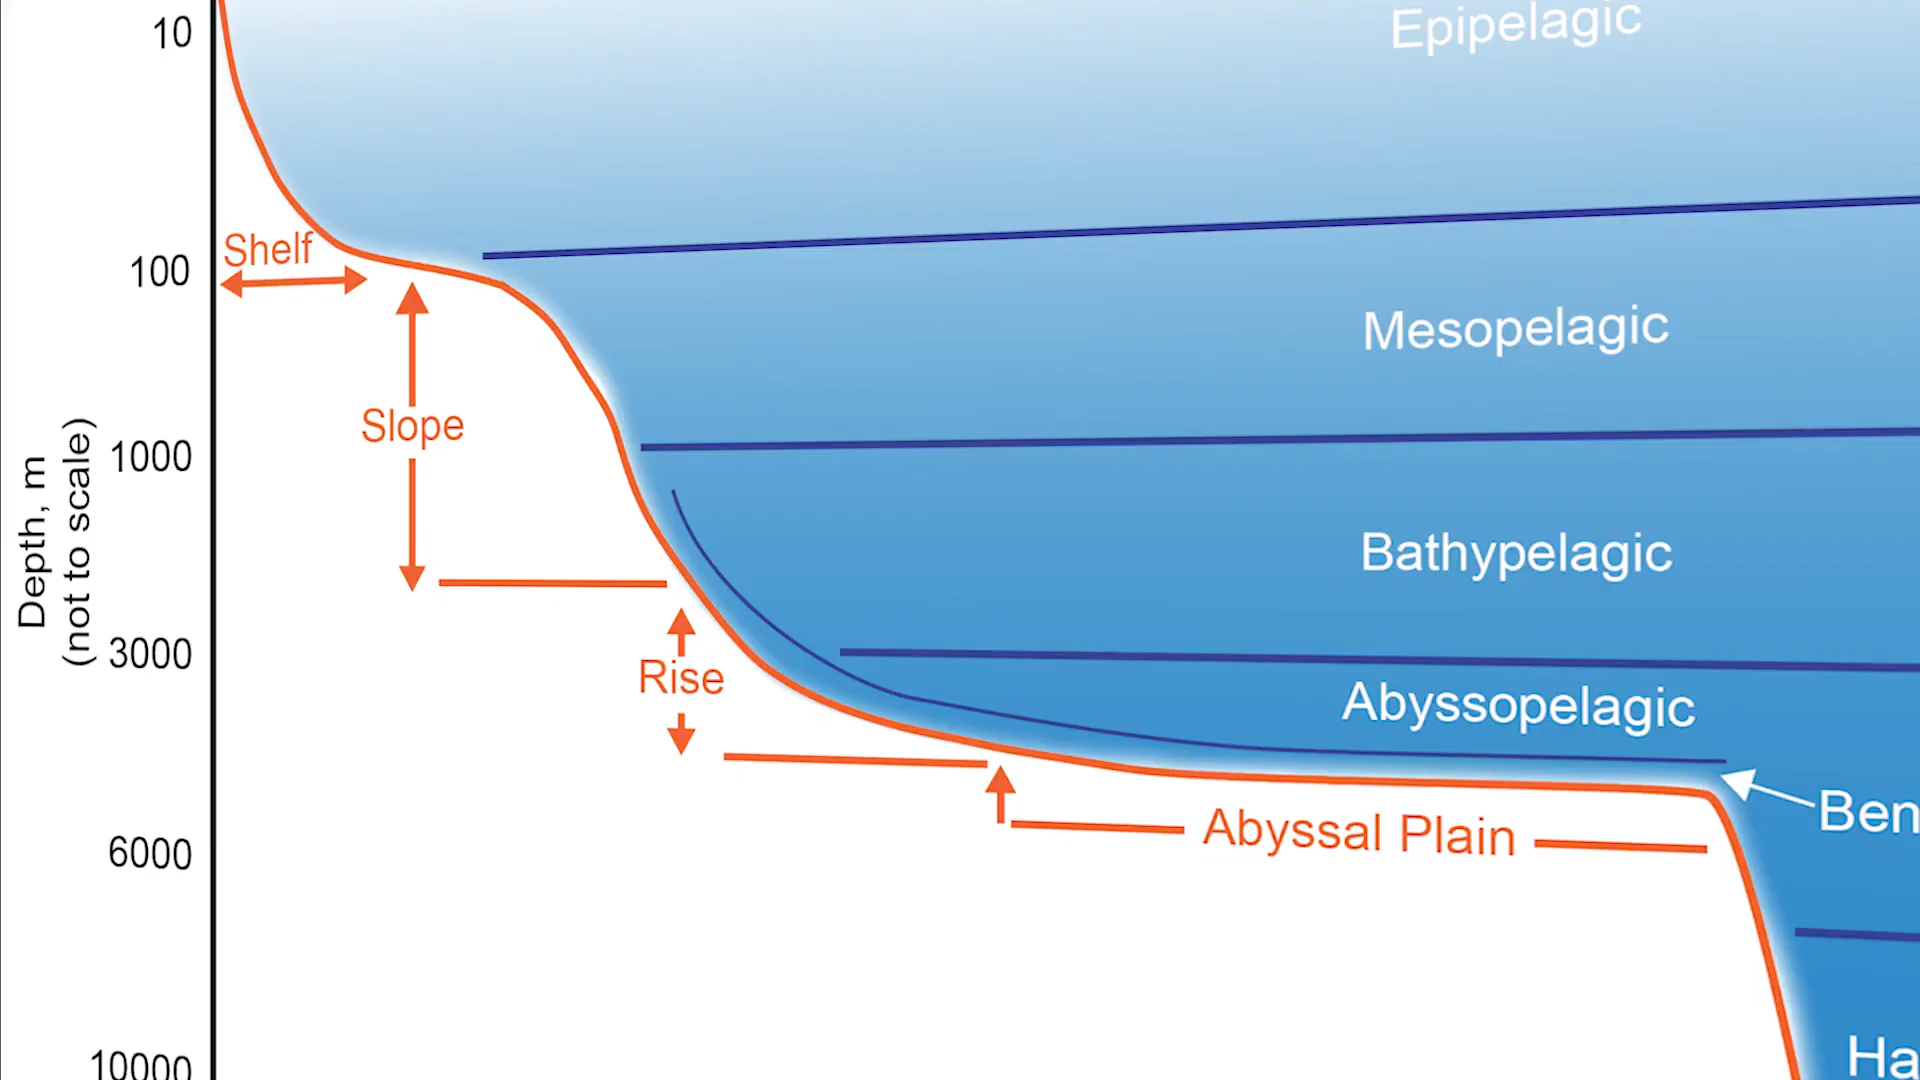 10
Epipelagic
Shelf
100
Mesopelagic
Slope
1000
Depth, m
(not to scale)
Bathypelagic
3000
Rise
Abyssopelagic
Ben
Abyssal Plain
6000
Ha
10000